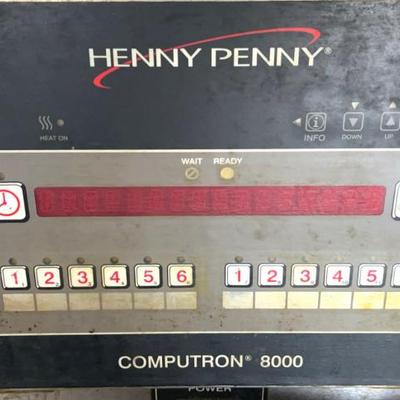 HENNY PENNY®
HEAT ON
INFO DOWN UP
WAIT READY
1 2 3 4 5 6 1 2 3 4 5
COMPUTRON® 8000
POWER